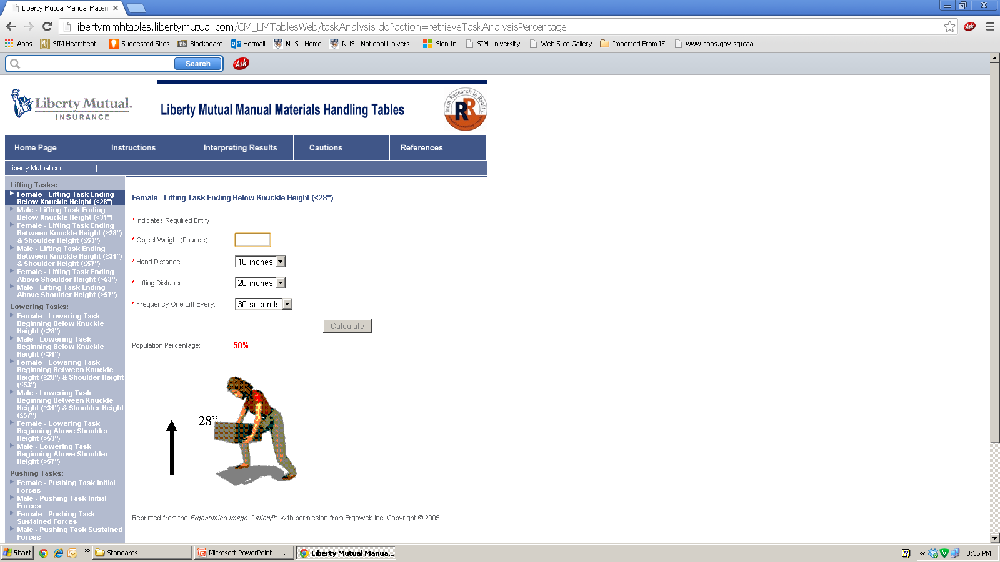 Liberty Mutual Manual Materi
libertymmhtables.libertymutual.com/CM_LMTablesWeb/taskAnalysis.do?action=retrieveTaskAnalysisPercentage
Apps SIM Heartbeat - Suggested Sites Blackboard Hotmail NUS - Home NUS - National Univers... Sign In SIM University Web Slice Gallery Imported From IE www.caas.gov.sg/caa...
Search Ask
Liberty Mutual.
INSURANCE
Liberty Mutual Manual Materials Handling Tables
from Research to Reality
RR
Home Page Instructions Interpreting Results Cautions References
Liberty Mutual.com |
Lifting Tasks:
Female - Lifting Task Ending
Below Knuckle Height (<28")
Male - Lifting Task Ending
Below Knuckle Height (<31")
Female - Lifting Task Ending
Between Knuckle Height (≥28")
& Shoulder Height (≤53")
Male - Lifting Task Ending
Between Knuckle Height (≥31")
& Shoulder Height (≤57")
Female - Lifting Task Ending
Above Shoulder Height (>53")
Male - Lifting Task Ending
Above Shoulder Height (>57")
Lowering Tasks:
Female - Lowering Task
Beginning Below Knuckle
Height (<28")
Male - Lowering Task
Beginning Below Knuckle
Height (<31")
Female - Lowering Task
Beginning Between Knuckle
Height (≥28") & Shoulder Height
(≤53")
Male - Lowering Task
Beginning Between Knuckle
Height (≥31") & Shoulder Height
(≤57")
Female - Lowering Task
Beginning Above Shoulder
Height (>53")
Male - Lowering Task
Beginning Above Shoulder
Height (>57")
Pushing Tasks:
Female - Pushing Task Initial
Forces
Male - Pushing Task Initial
Forces
Female - Pushing Task
Sustained Forces
Male - Pushing Task Sustained
Forces
Female - Lifting Task Ending Below Knuckle Height (<28")
* Indicates Required Entry
* Object Weight (Pounds):
* Hand Distance: 10 inches
* Lifting Distance: 20 inches
* Frequency One Lift Every: 30 seconds
Calculate
Population Percentage: 58%
28”
Reprinted from the Ergonomics Image Gallery™ with permission from Ergoweb Inc. Copyright © 2005.
Start » Standards Microsoft PowerPoint - [... Liberty Mutual Manua... « 3:35 PM